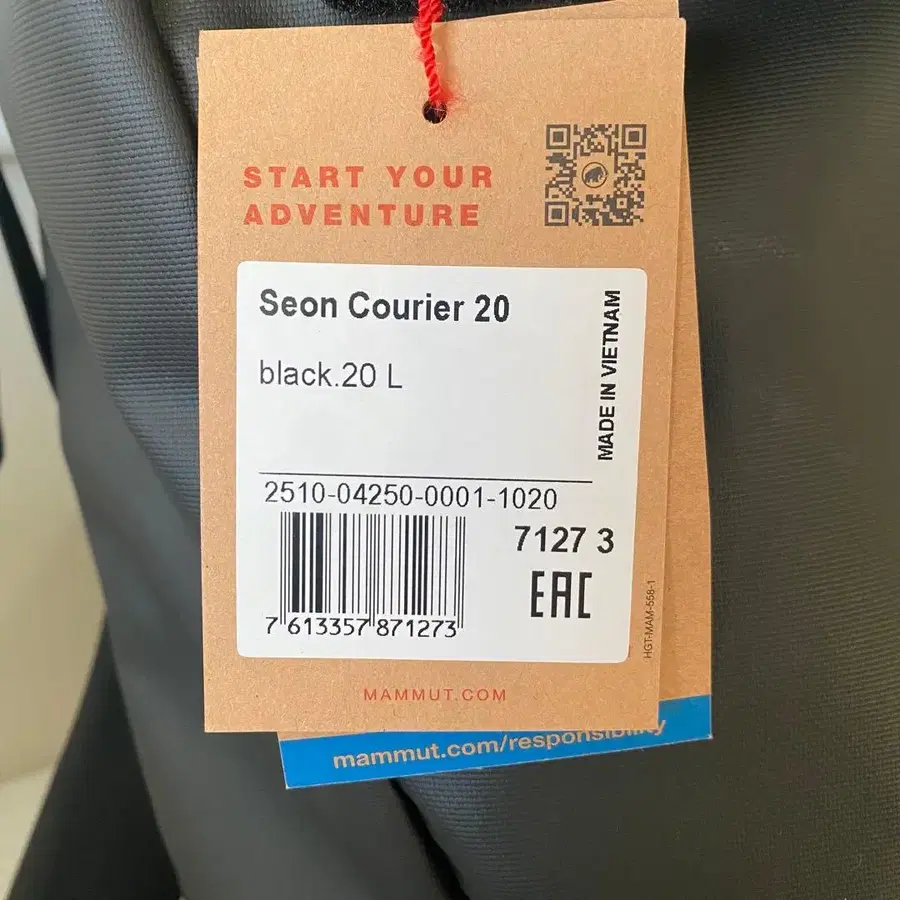 START YOUR
ADVENTURE
Seon Courier 20
black.20 L
MADE IN VIETNAM
2510-04250-0001-1020
7127 3
EAC
7 613357 871273
HGT-MAM-558-1
MAMMUT.COM
mammut.com/responsibility